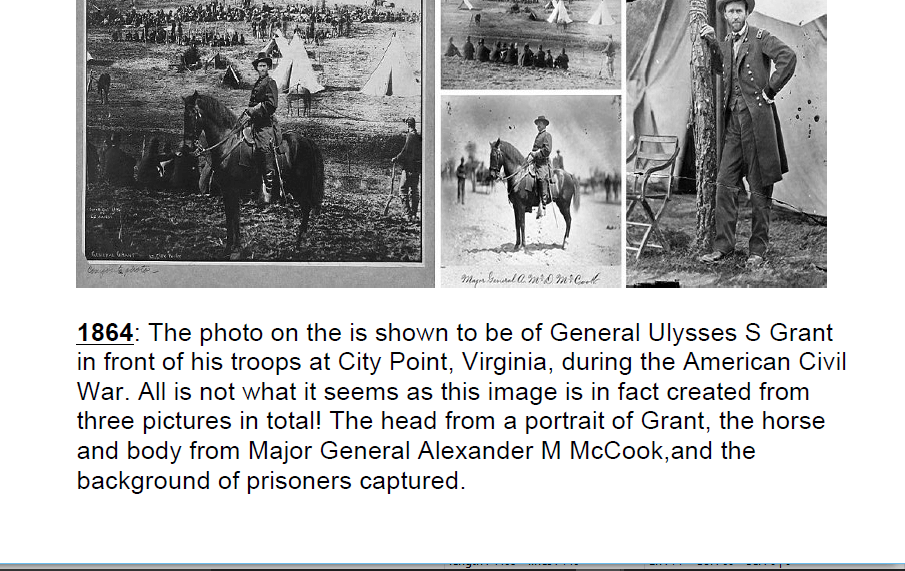 GENERAL GRANT
Major General A. McD. McCook
1864: The photo on the is shown to be of General Ulysses S Grant
in front of his troops at City Point, Virginia, during the American Civil
War. All is not what it seems as this image is in fact created from
three pictures in total! The head from a portrait of Grant, the horse
and body from Major General Alexander M McCook,and the
background of prisoners captured.